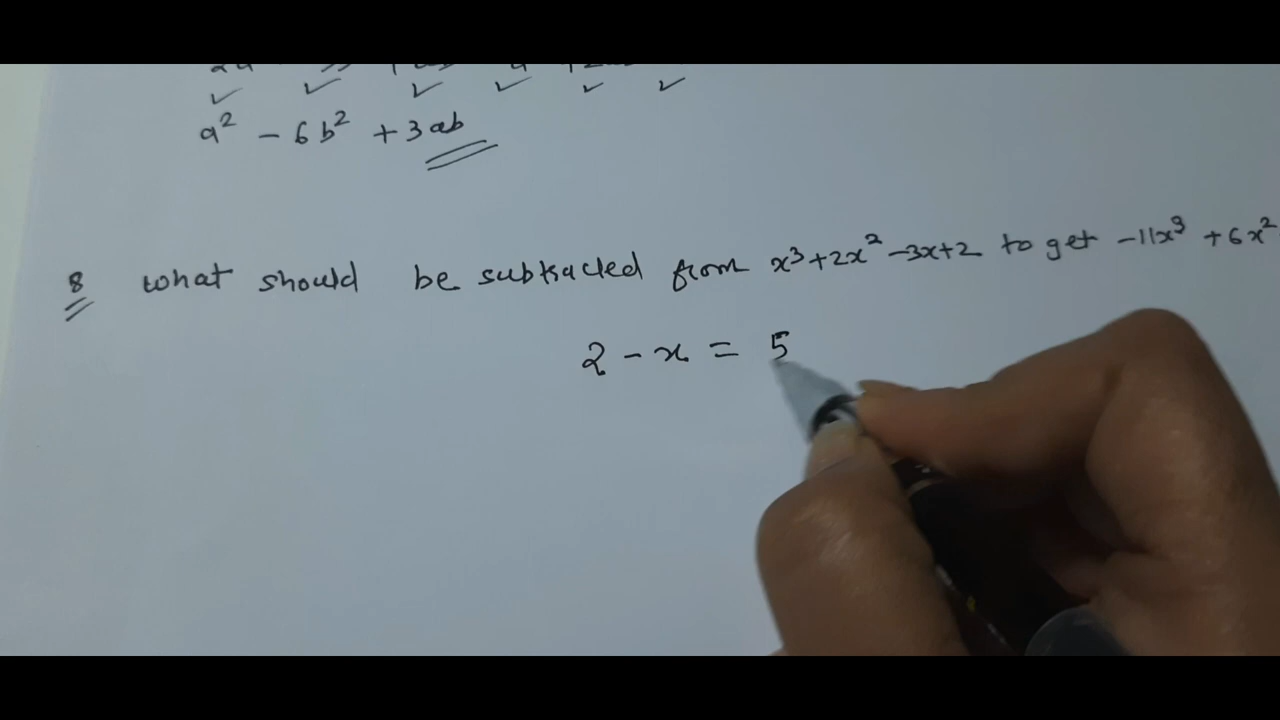 a² - 6b² + 3ab
8 What should be subtracted from x³+2x²-3x+2 to get -11x³ + 6x²
2 - x = 5